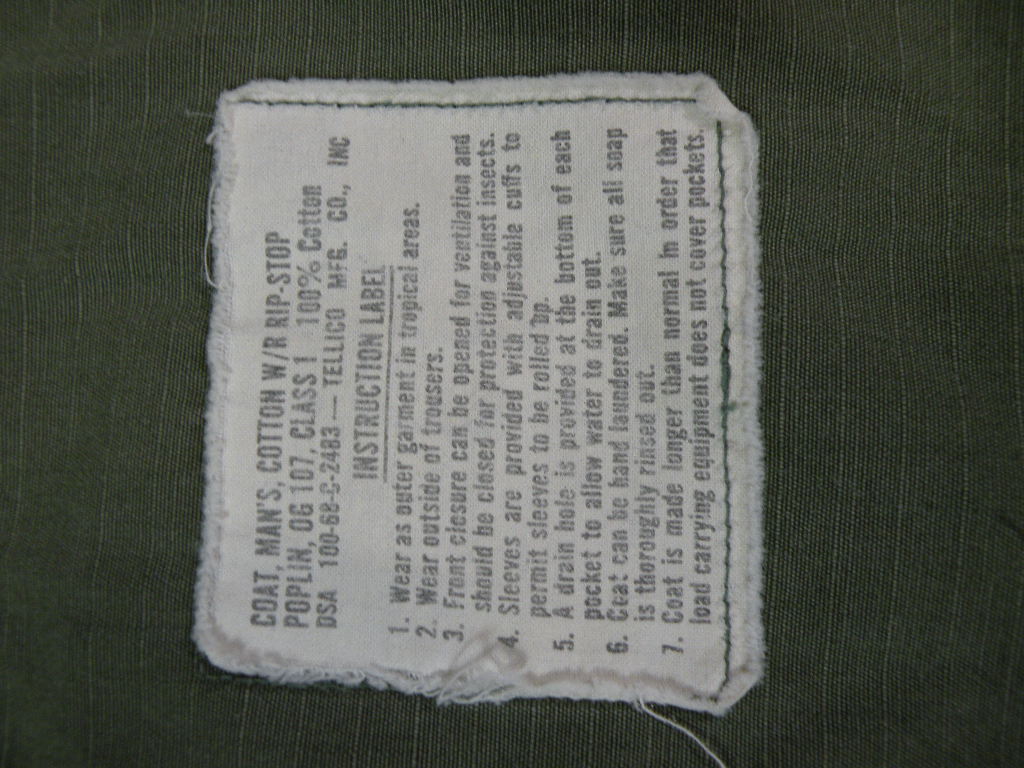 COAT, MAN'S, COTTON W/R RIP-STOP
POPLIN, OG 107, CLASS 1 100% Cotton
DSA 100-68-C-2483 — TELLICO MFG. CO., INC
INSTRUCTION LABEL
1. Wear as outer garment in tropical areas.
2. Wear outside of trousers.
3. Front closure can be opened for ventilation and
should be closed for protection against insects.
4. Sleeves are provided with adjustable cuffs to
permit sleeves to be rolled up.
5. A drain hole is provided at the bottom of each
pocket to allow water to drain out.
6. Coat can be hand laundered. Make sure all soap
is thoroughly rinsed out.
7. Coat is made longer than normal in order that
load carrying equipment does not cover pockets.